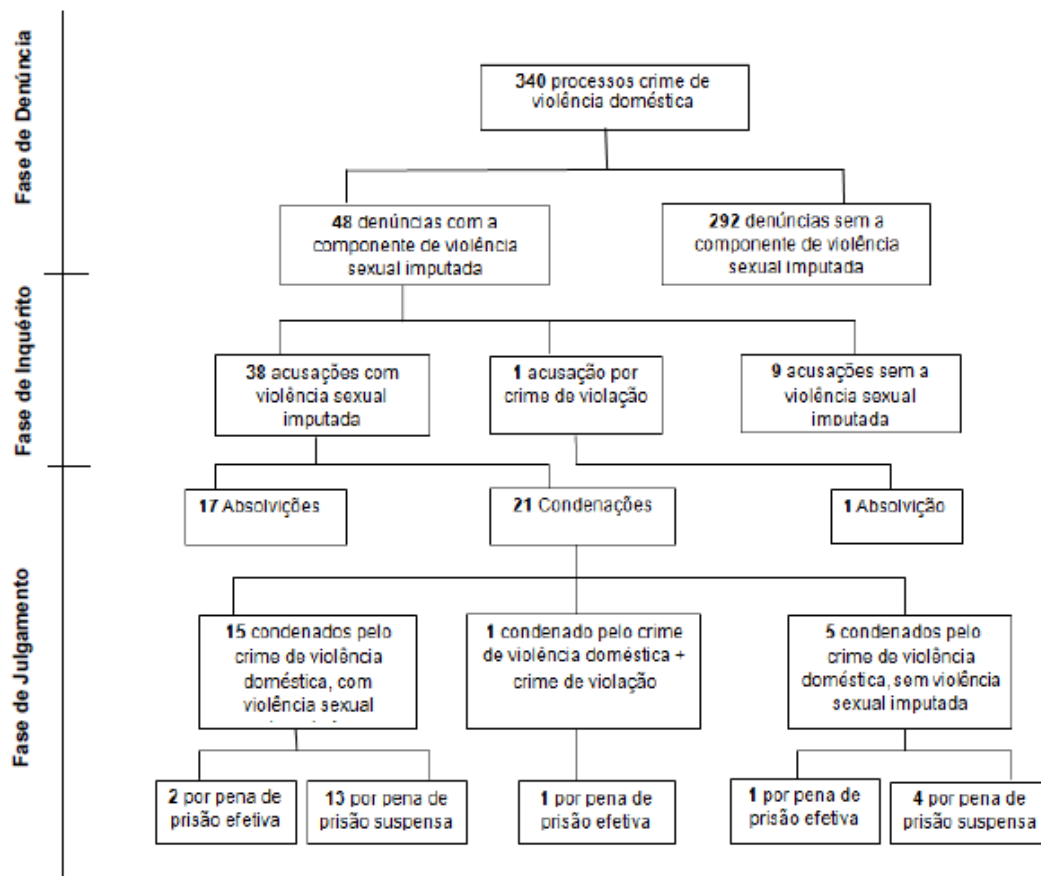 Fase de Denúncia
340 processos crime de
violência doméstica
48 denúncias com a
componente de violência
sexual imputada
292 denúncias sem a
componente de violência
sexual imputada
Fase de Inquérito
38 acusações com
violência sexual
imputada
1 acusação por
crime de violação
9 acusações sem a
violência sexual
imputada
Fase de Julgamento
17 Absolvições
21 Condenações
1 Absolvição
15 condenados pelo
crime de violência
doméstica, com
violência sexual
1 condenado pelo crime
de violência doméstica +
crime de violação
5 condenados pelo
crime de violência
doméstica, sem violência
sexual imputada
2 por pena de
prisão efetiva
13 por pena de
prisão suspensa
1 por pena de
prisão efetiva
1 por pena de
prisão efetiva
4 por pena de
prisão suspensa